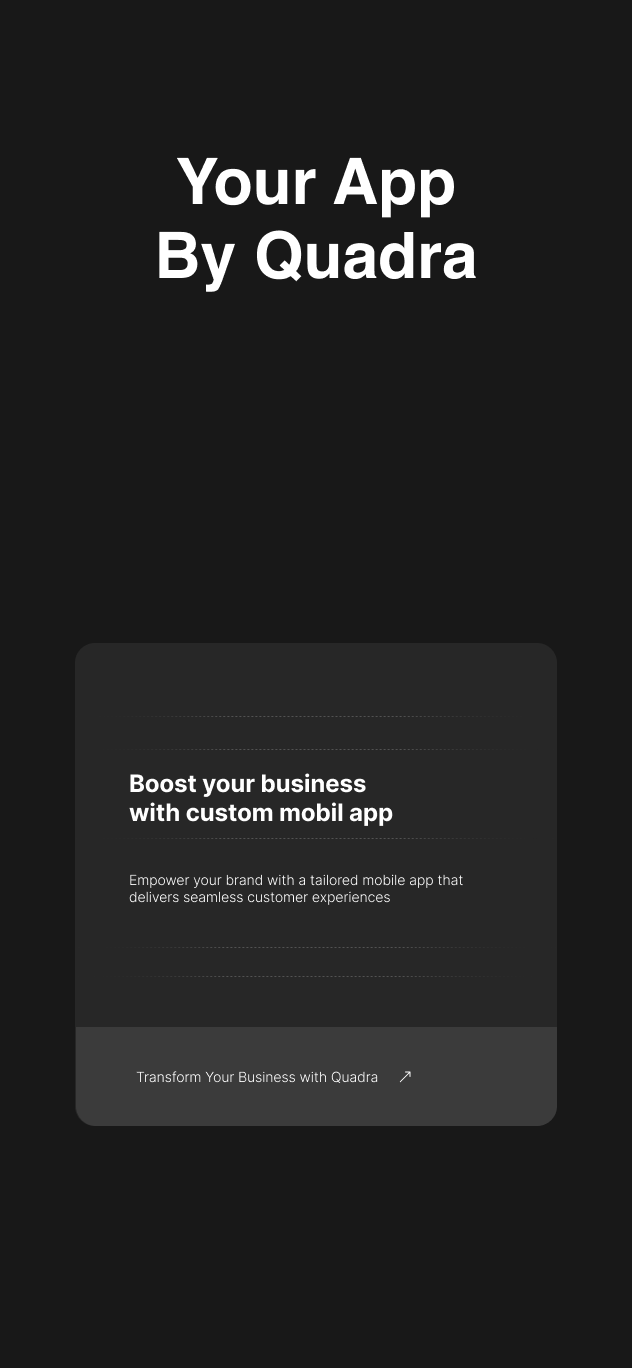 Your App
By Quadra
Boost your business
with custom mobil app
Empower your brand with a tailored mobile app that
delivers seamless customer experiences
Transform Your Business with Quadra